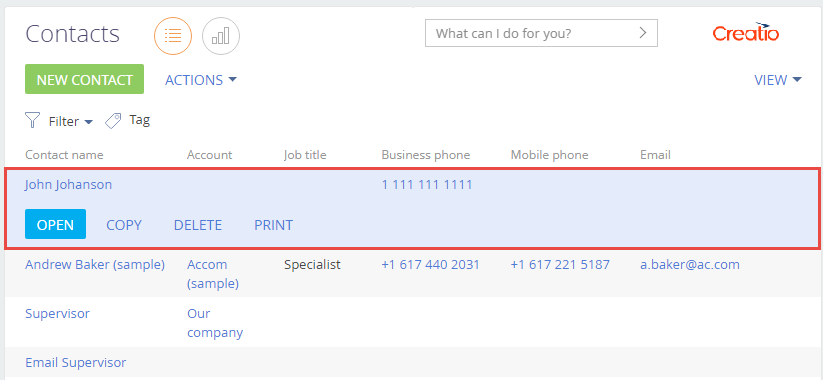 Contacts
What can I do for you?
Creatio
NEW CONTACT ACTIONS VIEW
Filter Tag
Contact name Account Job title Business phone Mobile phone Email
John Johanson 1 111 111 1111
OPEN COPY DELETE PRINT
Andrew Baker (sample) Accom Specialist +1 617 440 2031 +1 617 221 5187 a.baker@ac.com
(sample)
Supervisor Our
company
Email Supervisor